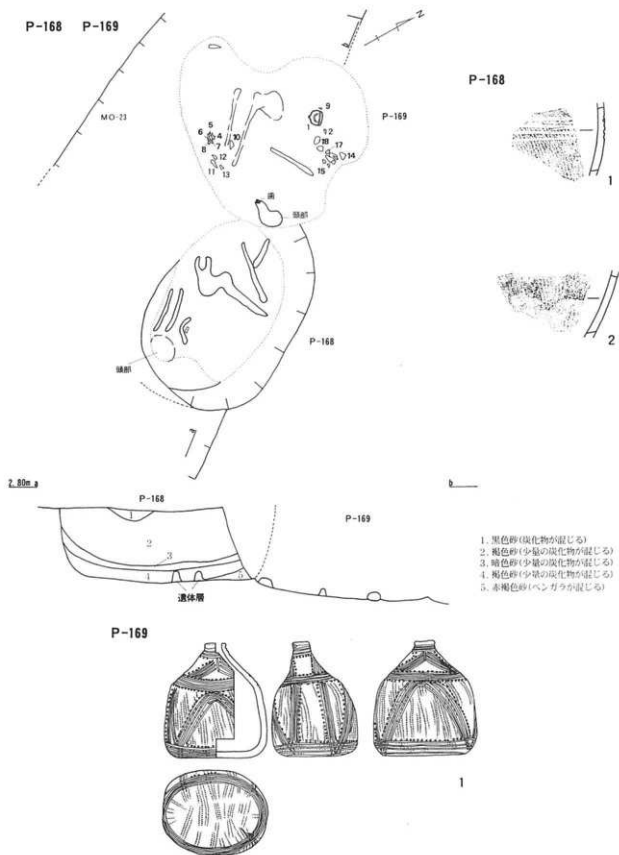 P-168 P-169
MO-23
N
b
P-169
9
1
2
18
17
14
15
5
6 4
10
7
8
12
11 13
歯
頭部
P-168
頭部
a
P-168
1
2
2.80m a
b
P-168
P-169
1
2
3
4
5
遺体層
1. 黒色砂(炭化物が混じる)
2. 褐色砂(少量の炭化物が混じる)
3. 暗色砂(少量の炭化物が混じる)
4. 褐色砂(少量の炭化物が混じる)
5. 赤褐色砂(ベンガラが混じる)
P-169
1